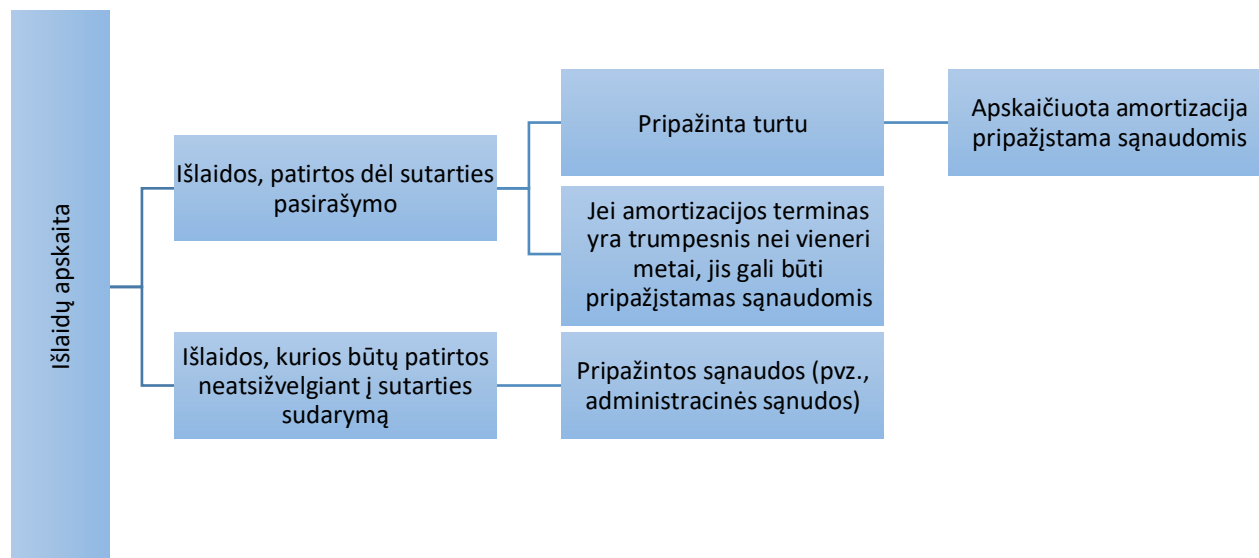 Išlaidų apskaita
Išlaidos, patirtos dėl sutarties
pasirašymo
Pripažinta turtu
Apskaičiuota amortizacija
pripažįstama sąnaudomis
Jei amortizacijos terminas
yra trumpesnis nei vieneri
metai, jis gali būti
pripažįstamas sąnaudomis
Išlaidos, kurios būtų patirtos
neatsižvelgiant į sutarties
sudarymą
Pripažintos sąnaudos (pvz.,
administracinės sąnudos)